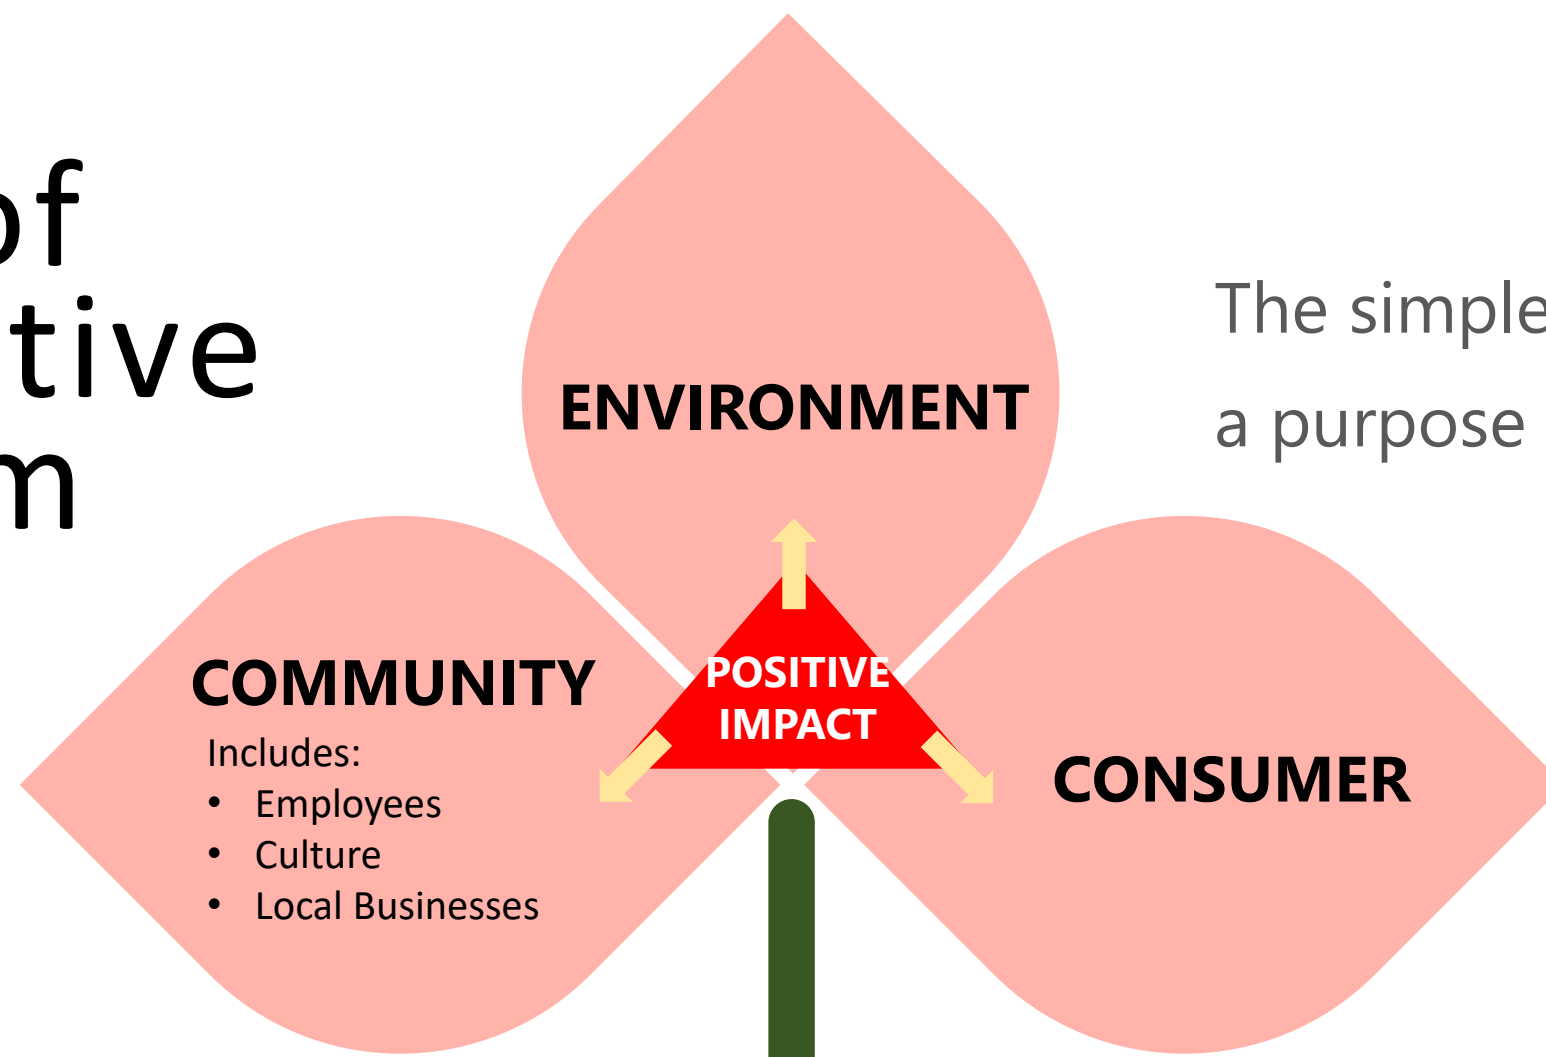 of
tive
m
The simple
a purpose
ENVIRONMENT
COMMUNITY
Includes:
• Employees
• Culture
• Local Businesses
POSITIVE
IMPACT
CONSUMER